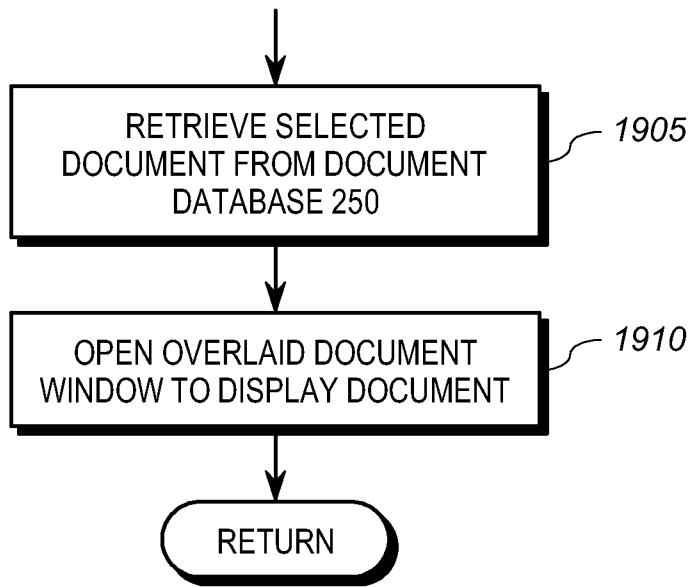 RETRIEVE SELECTED
DOCUMENT FROM DOCUMENT
DATABASE 250
1905
OPEN OVERLAID DOCUMENT
WINDOW TO DISPLAY DOCUMENT
1910
RETURN